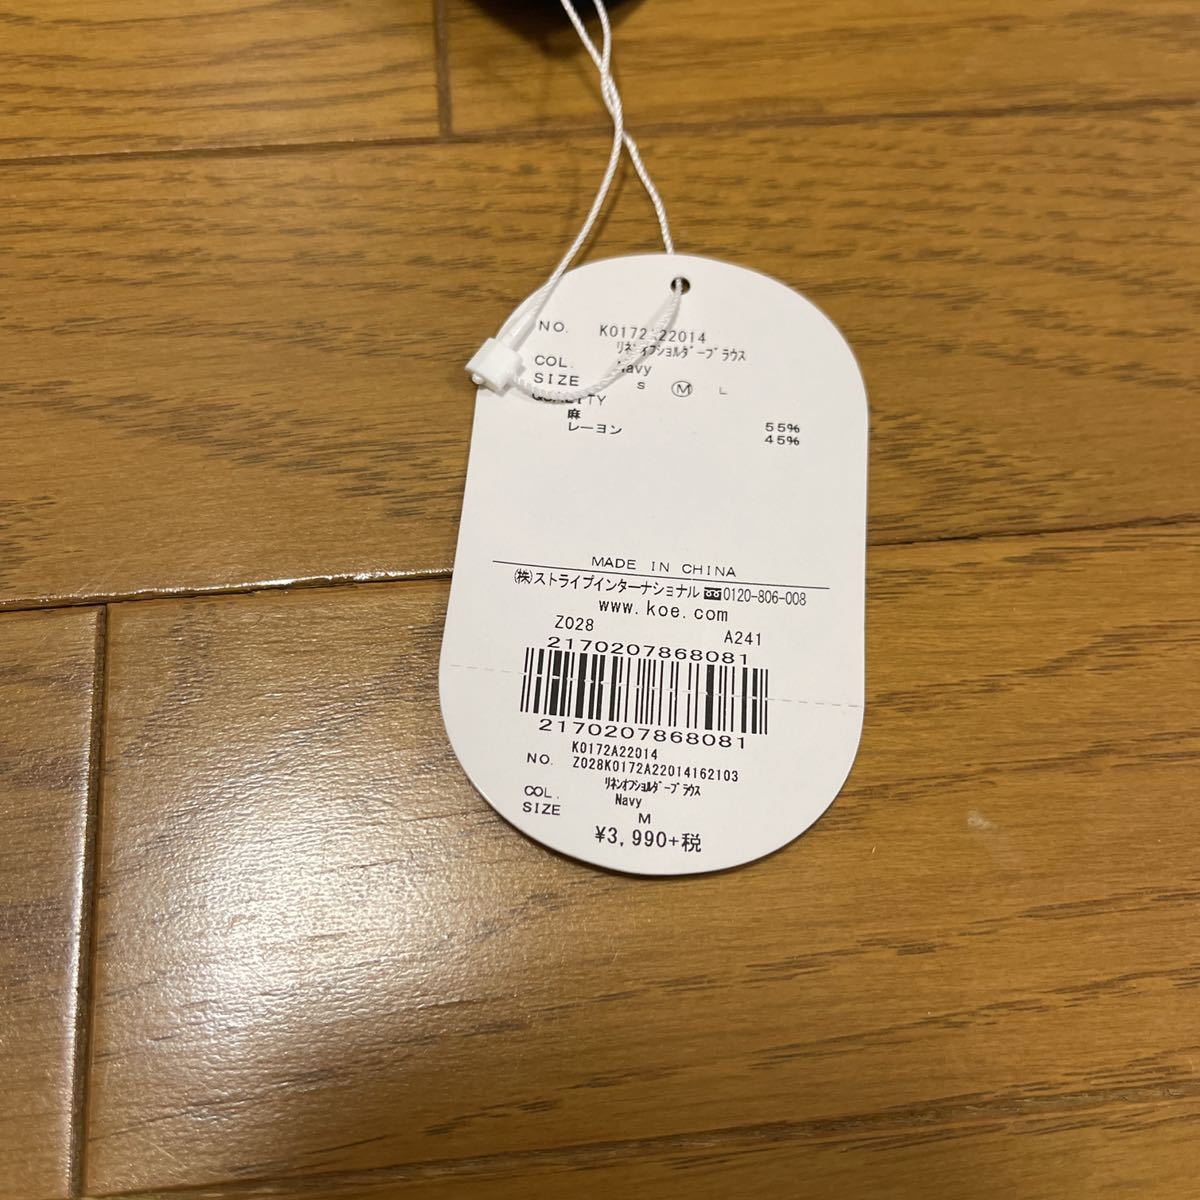 NO. K0172A22014
リネンオフショルダーブラウス
COL. Navy
SIZE S M L
QUALITY
麻 55%
レーヨン 45%
MADE IN CHINA
(株)ストライプインターナショナル 0120-806-008
www.koe.com
Z028 A241
2170207868081
2170207868081
K0172A22014
NO. Z028K0172A22014162103
リネンオフショルダーブラウス
COL. Navy
SIZE M
¥3,990+税